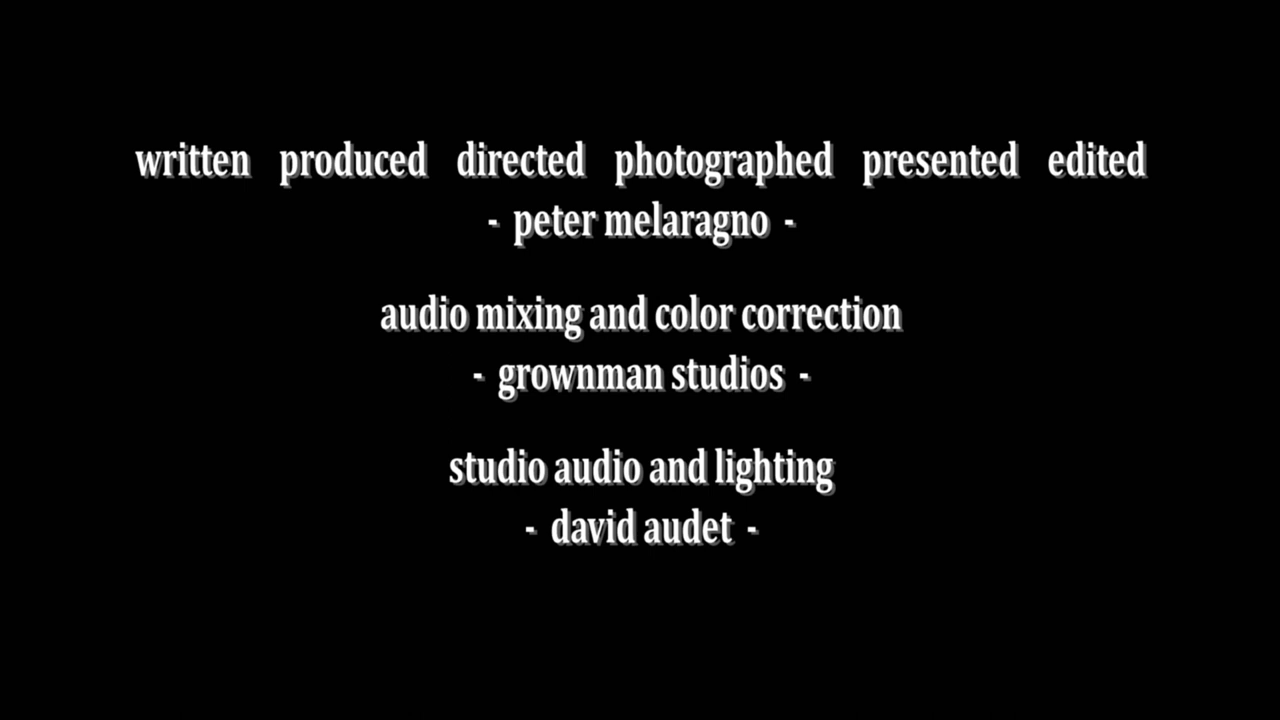 written produced directed photographed presented edited
- peter melaragno -
audio mixing and color correction
- grownman studios -
studio audio and lighting
- david audet -